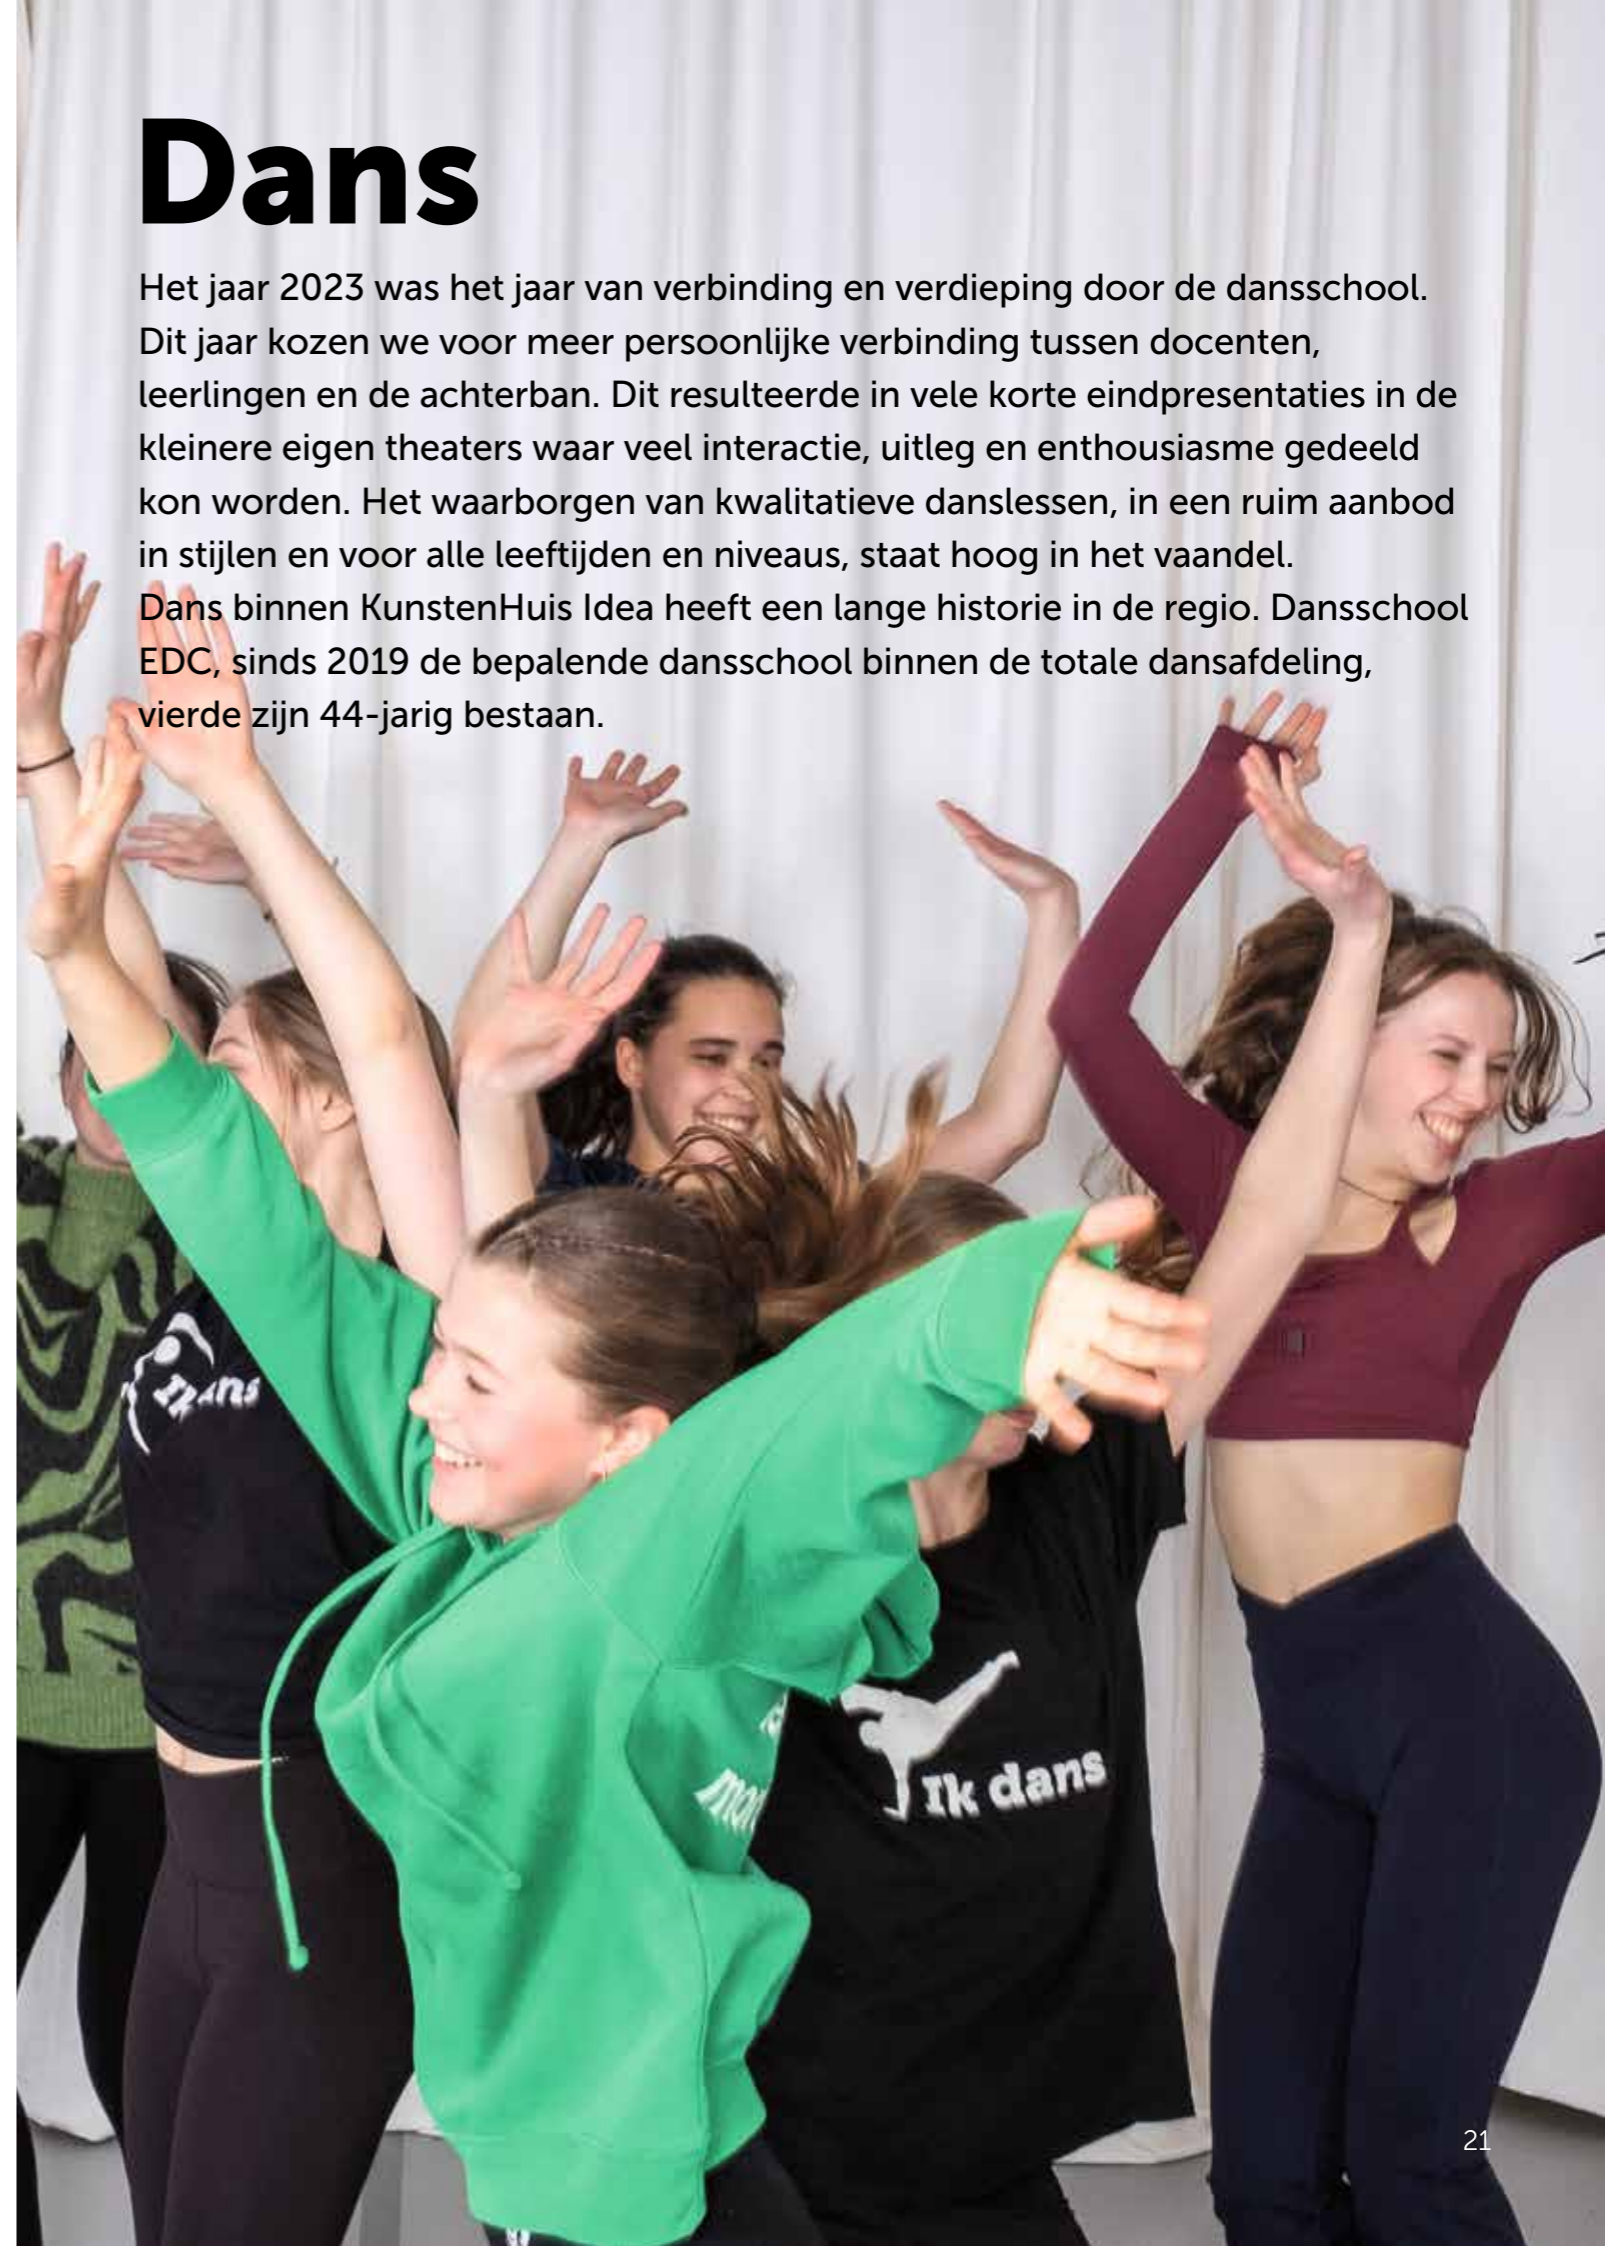 Dans
Het jaar 2023 was het jaar van verbinding en verdieping door de dansschool.
Dit jaar kozen we voor meer persoonlijke verbinding tussen docenten,
leerlingen en de achterban. Dit resulteerde in vele korte eindpresentaties in de
kleinere eigen theaters waar veel interactie, uitleg en enthousiasme gedeeld
kon worden. Het waarborgen van kwalitatieve danslessen, in een ruim aanbod
in stijlen en voor alle leeftijden en niveaus, staat hoog in het vaandel.
Dans binnen KunstenHuis Idea heeft een lange historie in de regio. Dansschool
EDC, sinds 2019 de bepalende dansschool binnen de totale dansafdeling,
vierde zijn 44-jarig bestaan.
Ik dans
21